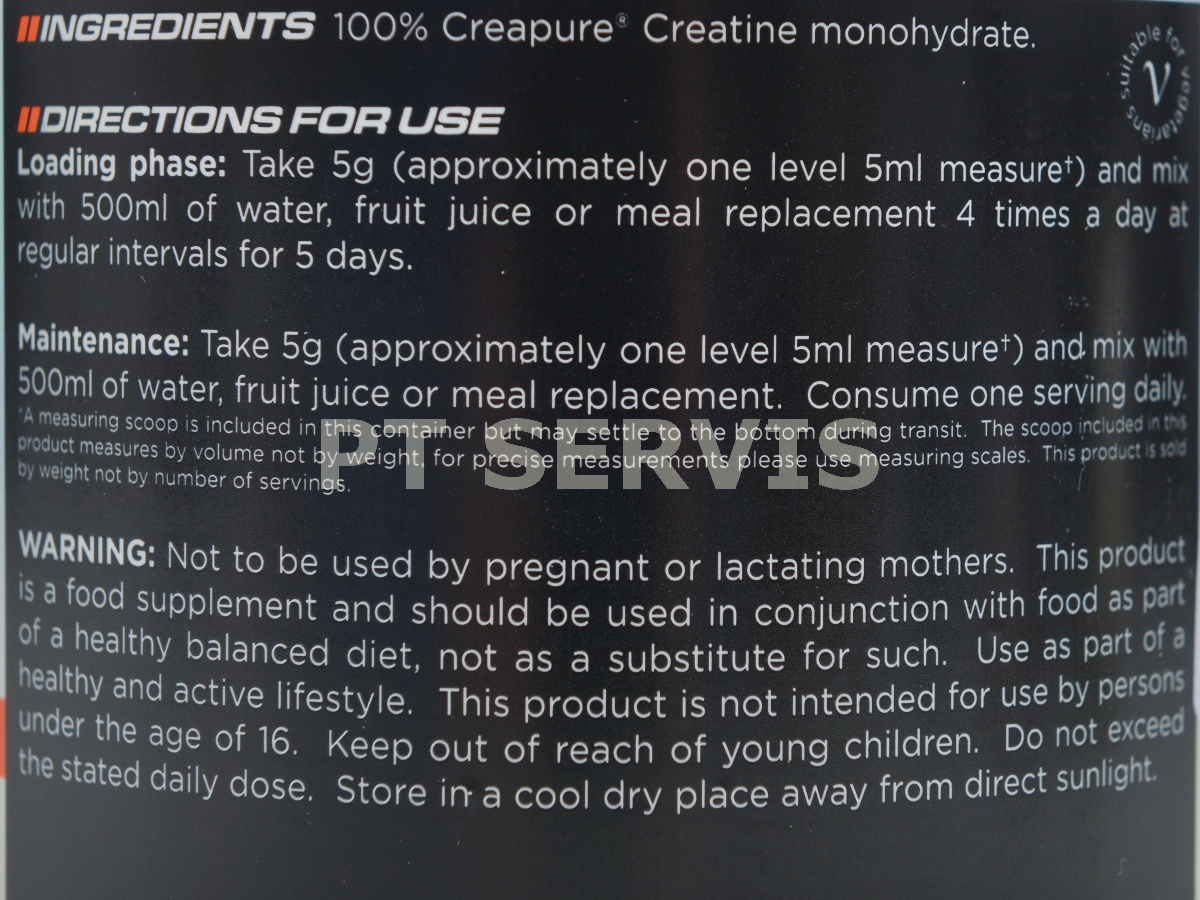 INGREDIENTS 100% Creapure® Creatine monohydrate.
suitable for vegetarians
V
DIRECTIONS FOR USE
Loading phase: Take 5g (approximately one level 5ml measure†) and mix
with 500ml of water, fruit juice or meal replacement 4 times a day at
regular intervals for 5 days.
Maintenance: Take 5g (approximately one level 5ml measure†) and mix with
500ml of water, fruit juice or meal replacement. Consume one serving daily.
†A measuring scoop is included in this container but may settle to the bottom during transit. The scoop included in this
product measures by volume not by weight, for precise measurements please use measuring scales. This product is sold
by weight not by number of servings.
PT SERVIS
WARNING: Not to be used by pregnant or lactating mothers. This product
is a food supplement and should be used in conjunction with food as part
of a healthy balanced diet, not as a substitute for such. Use as part of a
healthy and active lifestyle. This product is not intended for use by persons
under the age of 16. Keep out of reach of young children. Do not exceed
the stated daily dose. Store in a cool dry place away from direct sunlight.